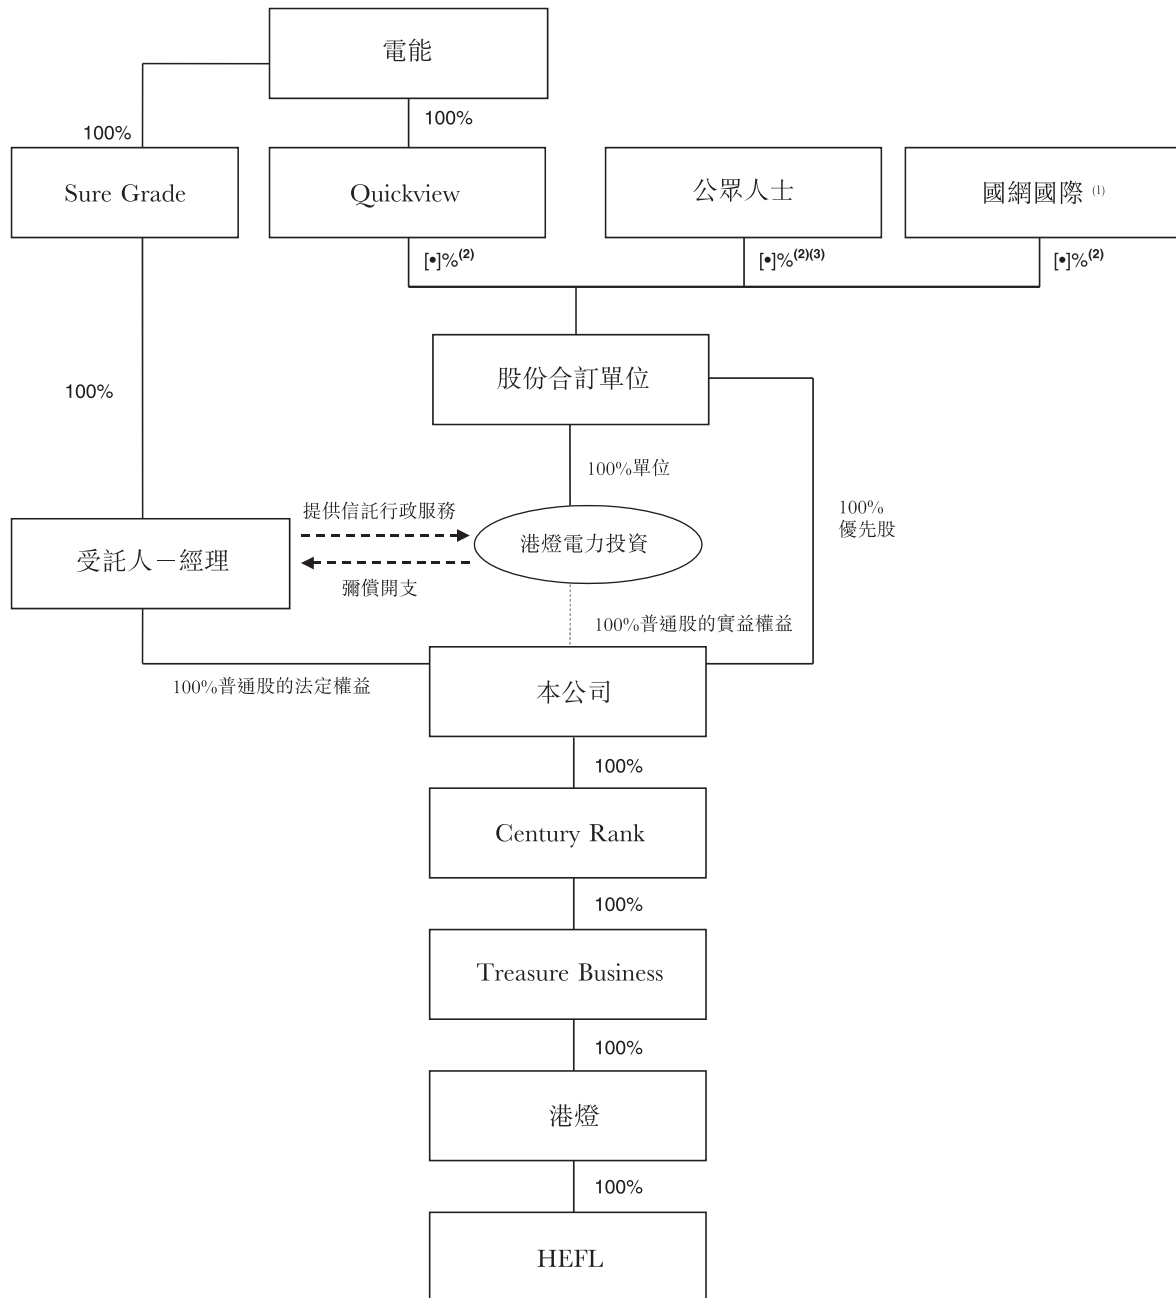 電能
100%
100%
Sure Grade
Quickview
公眾人士
國網國際 (1)
[•]%(2)
[•]%(2)(3)
[•]%(2)
股份合訂單位
100%
100%單位
100%
優先股
提供信託行政服務
受託人－經理
港燈電力投資
彌償開支
100%普通股的實益權益
100%普通股的法定權益
本公司
100%
Century Rank
100%
Treasure Business
100%
港燈
100%
HEFL